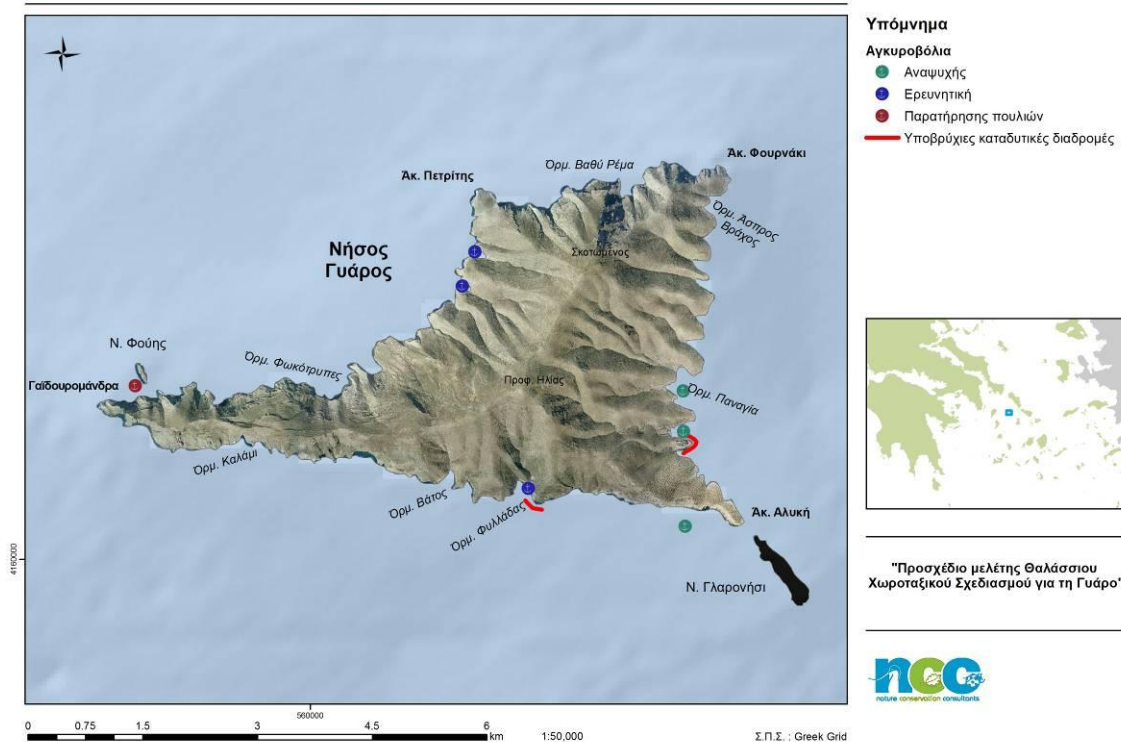 Υπόμνημα
Αγκυροβόλια
Αναψυχής
Ερευνητική
Παρατήρησης πουλιών
Υποβρύχιες καταδυτικές διαδρομές
Άκ. Φουρνάκι
Όρμ. Βαθύ Ρέμα
Άκ. Πετρίτης
Όρμ. Άσπρος
Βράχος
Νήσος
Γυάρος
Σκοτωμένος
Ν. Φούης
Όρμ. Φωκότρυπες
Γαϊδουρομάνδρα
Προφ. Ηλίας
Όρμ. Παναγία
Όρμ. Καλάμι
Όρμ. Βάτος
Όρμ. Φυλλάδας
Άκ. Αλυκή
Ν. Γλαρονήσι
4160000
560000
"Προσχέδιο μελέτης Θαλάσσιου
Χωροταξικού Σχεδιασμού για τη Γυάρο"
ncc
nature conservation consultants
0 0.75 1.5 3 4.5 6
km 1:50,000 Σ.Π.Σ. : Greek Grid